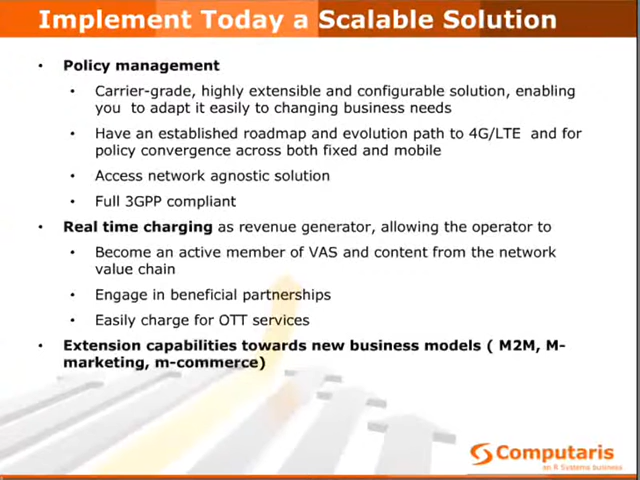 Implement Today a Scalable Solution
• Policy management
• Carrier-grade, highly extensible and configurable solution, enabling
you to adapt it easily to changing business needs
• Have an established roadmap and evolution path to 4G/LTE and for
policy convergence across both fixed and mobile
• Access network agnostic solution
• Full 3GPP compliant
• Real time charging as revenue generator, allowing the operator to
• Become an active member of VAS and content from the network
value chain
• Engage in beneficial partnerships
• Easily charge for OTT services
• Extension capabilities towards new business models ( M2M, M-
marketing, m-commerce)
Computaris
an R Systems business